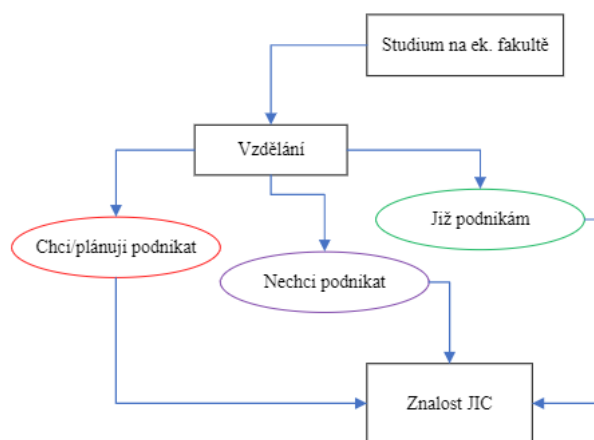 Studium na ek. fakultě
Vzdělání
Již podnikám
Chci/plánuji podnikat
Nechci podnikat
Znalost JIC